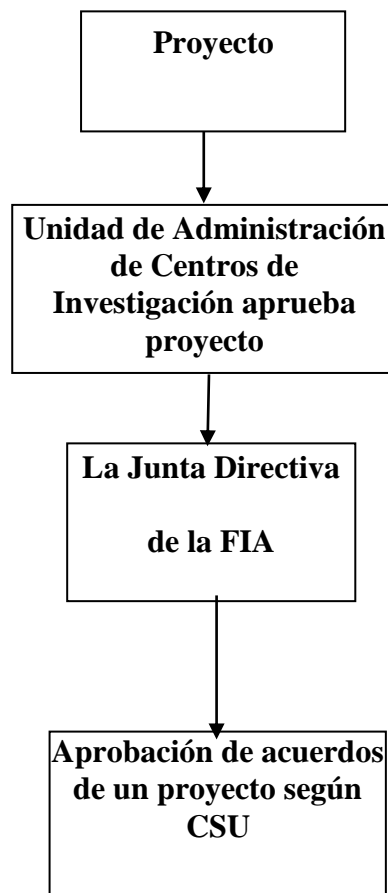 Proyecto
Unidad de Administración
de Centros de
Investigación aprueba
proyecto
La Junta Directiva
de la FIA
Aprobación de acuerdos
de un proyecto según
CSU